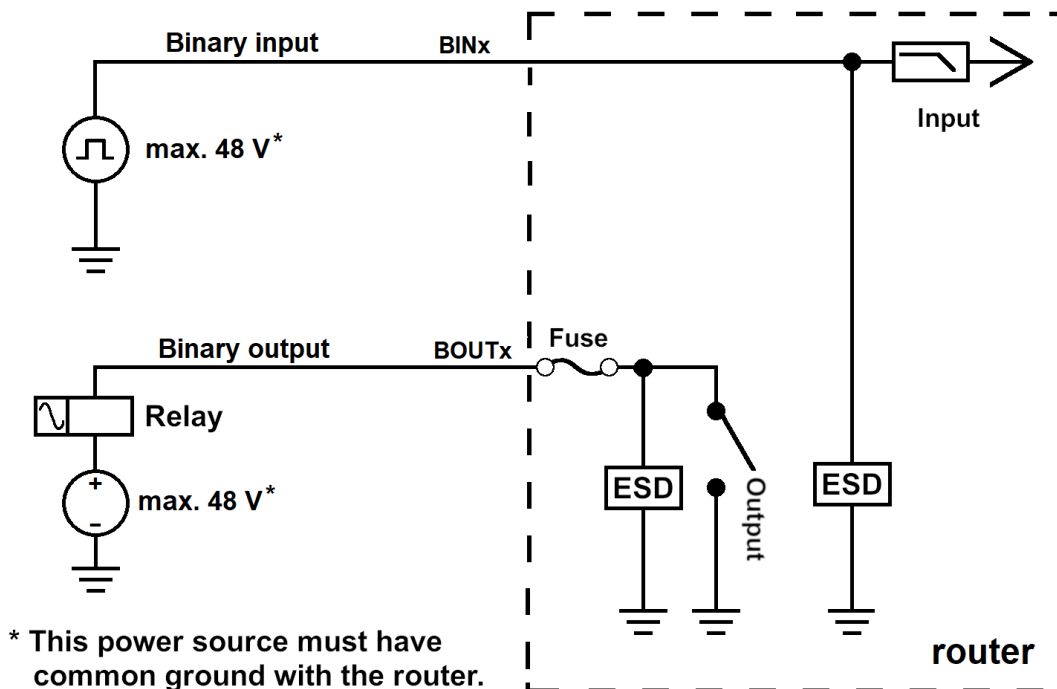 Binary input
BINx
max. 48 V*
Input
Binary output
BOUTx
Fuse
Relay
+
max. 48 V*
–
ESD
Output
ESD
* This power source must have
common ground with the router.
router